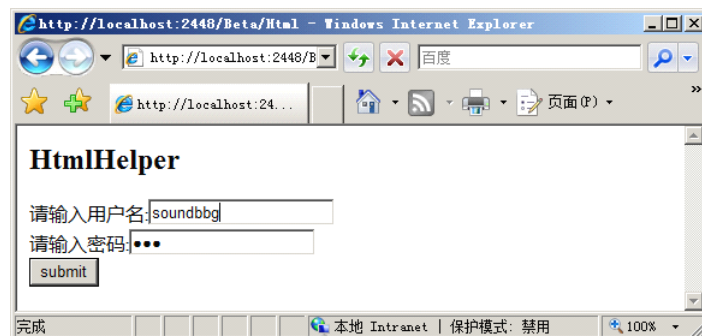 http://localhost:2448/Beta/Html - Windows Internet Explorer
http://localhost:2448/B
百度
http://localhost:24...
页面(P)
»
HtmlHelper
请输入用户名:soundbbg
请输入密码:•••
submit
完成
本地 Intranet | 保护模式: 禁用
100%